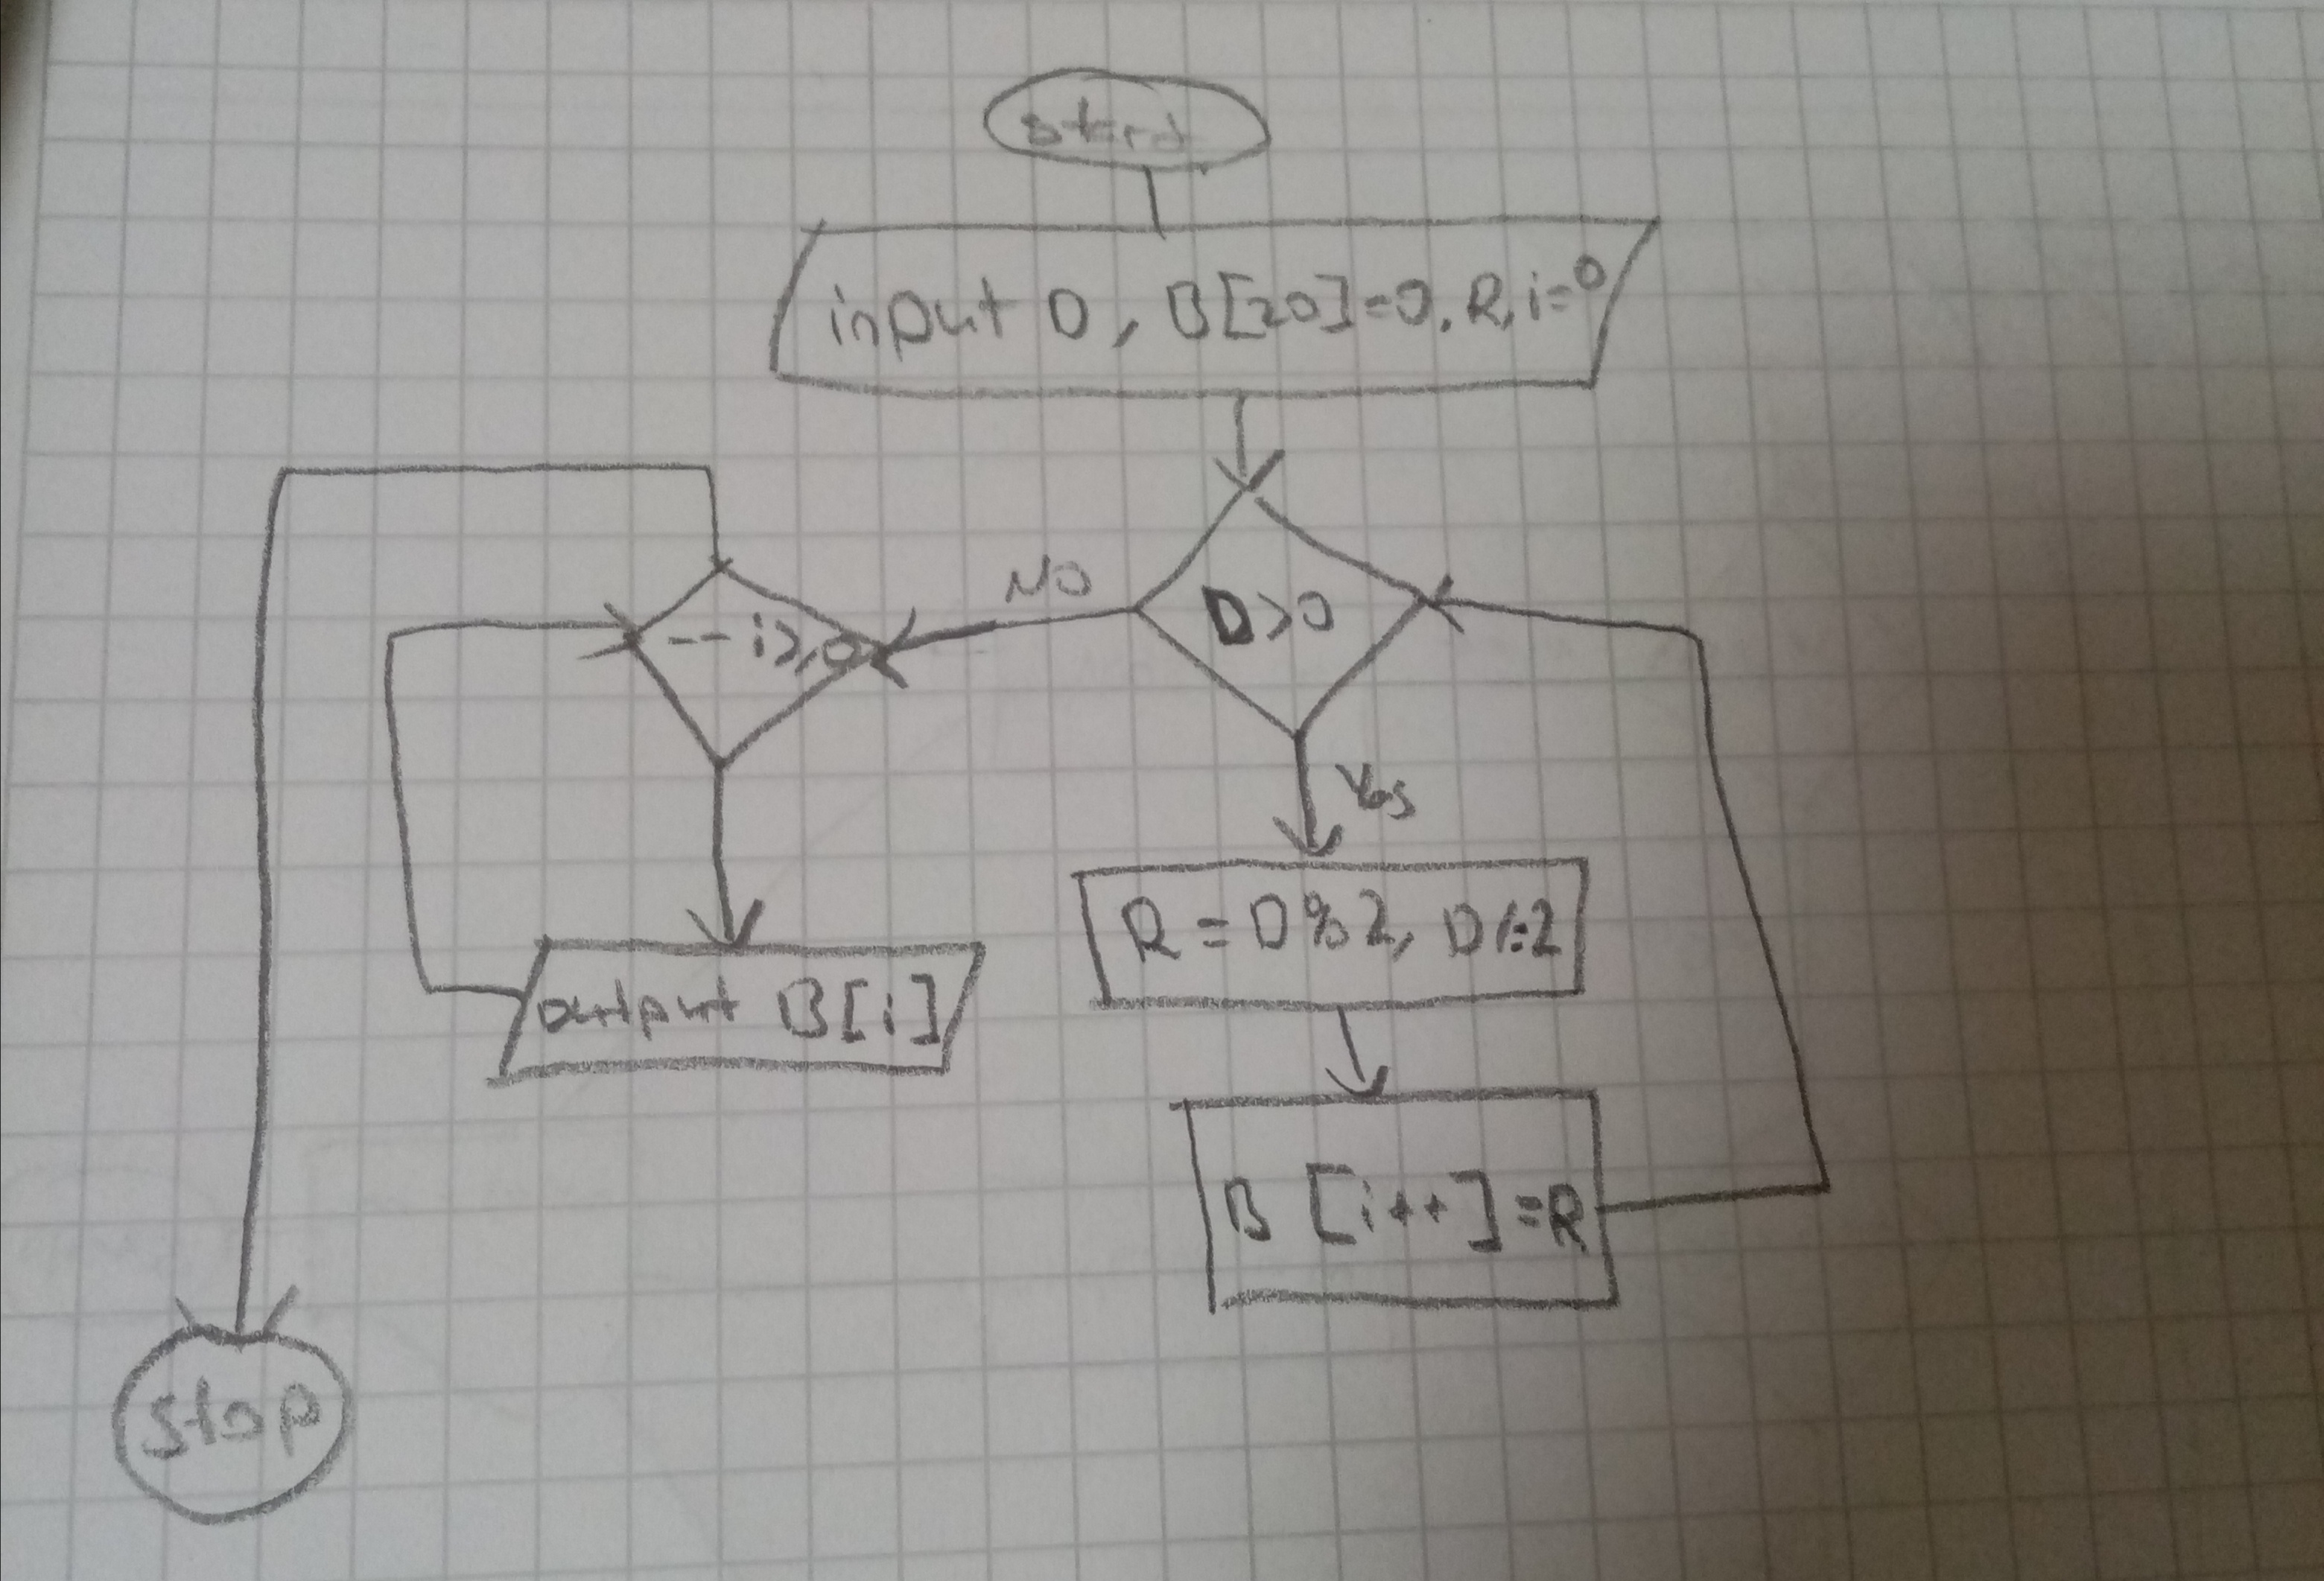 start
input D, B[20]=0, R, i=0
D>0
NO
--i>,0
Yes
R = D%2, D/=2
output B[i]
B [i++]=R
stop